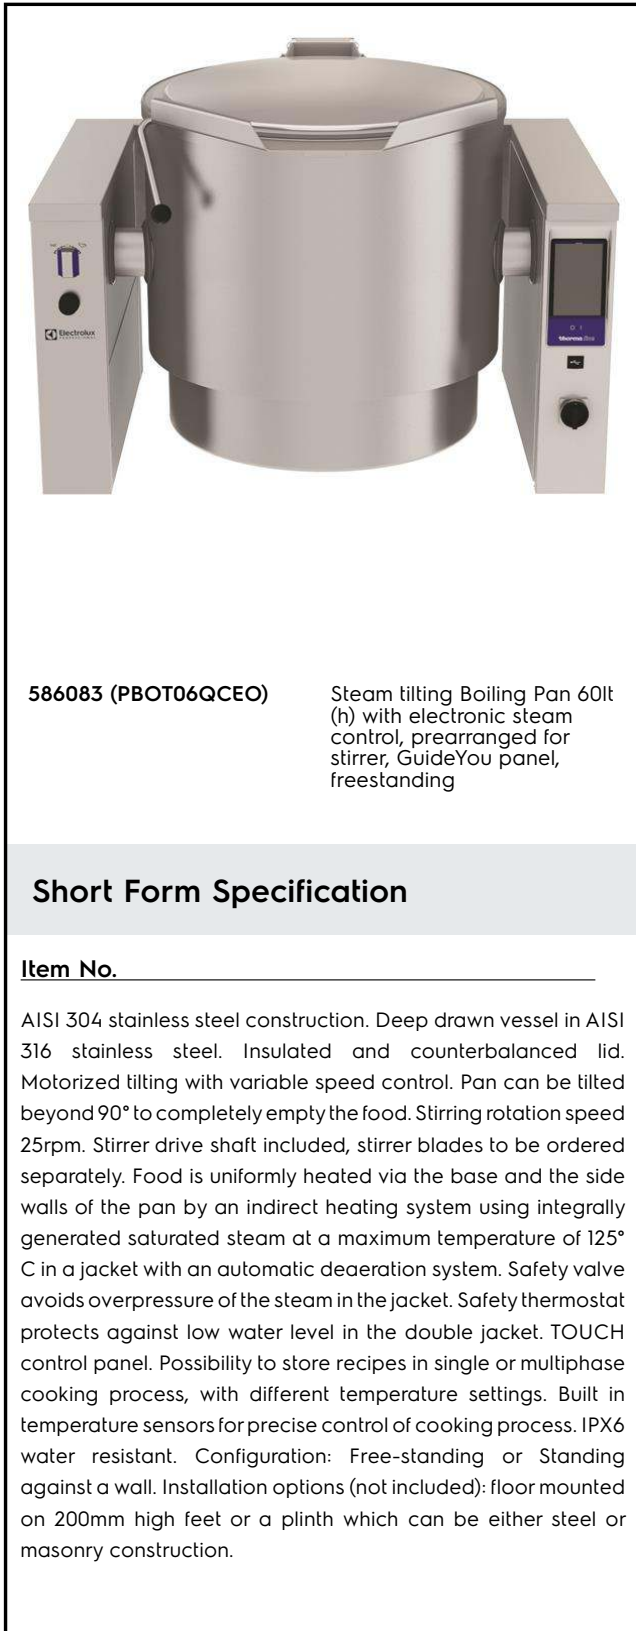 Electrolux
PROFESSIONAL
thermaline
586083 (PBOT06QCEO)
Steam tilting Boiling Pan 60lt
(h) with electronic steam
control, prearranged for
stirrer, GuideYou panel,
freestanding
Short Form Specification
Item No.
AISI 304 stainless steel construction. Deep drawn vessel in AISI
316 stainless steel. Insulated and counterbalanced lid.
Motorized tilting with variable speed control. Pan can be tilted
beyond 90° to completely empty the food. Stirring rotation speed
25rpm. Stirrer drive shaft included, stirrer blades to be ordered
separately. Food is uniformly heated via the base and the side
walls of the pan by an indirect heating system using integrally
generated saturated steam at a maximum temperature of 125°
C in a jacket with an automatic deaeration system. Safety valve
avoids overpressure of the steam in the jacket. Safety thermostat
protects against low water level in the double jacket. TOUCH
control panel. Possibility to store recipes in single or multiphase
cooking process, with different temperature settings. Built in
temperature sensors for precise control of cooking process. IPX6
water resistant. Configuration: Free-standing or Standing
against a wall. Installation options (not included): floor mounted
on 200mm high feet or a plinth which can be either steel or
masonry construction.